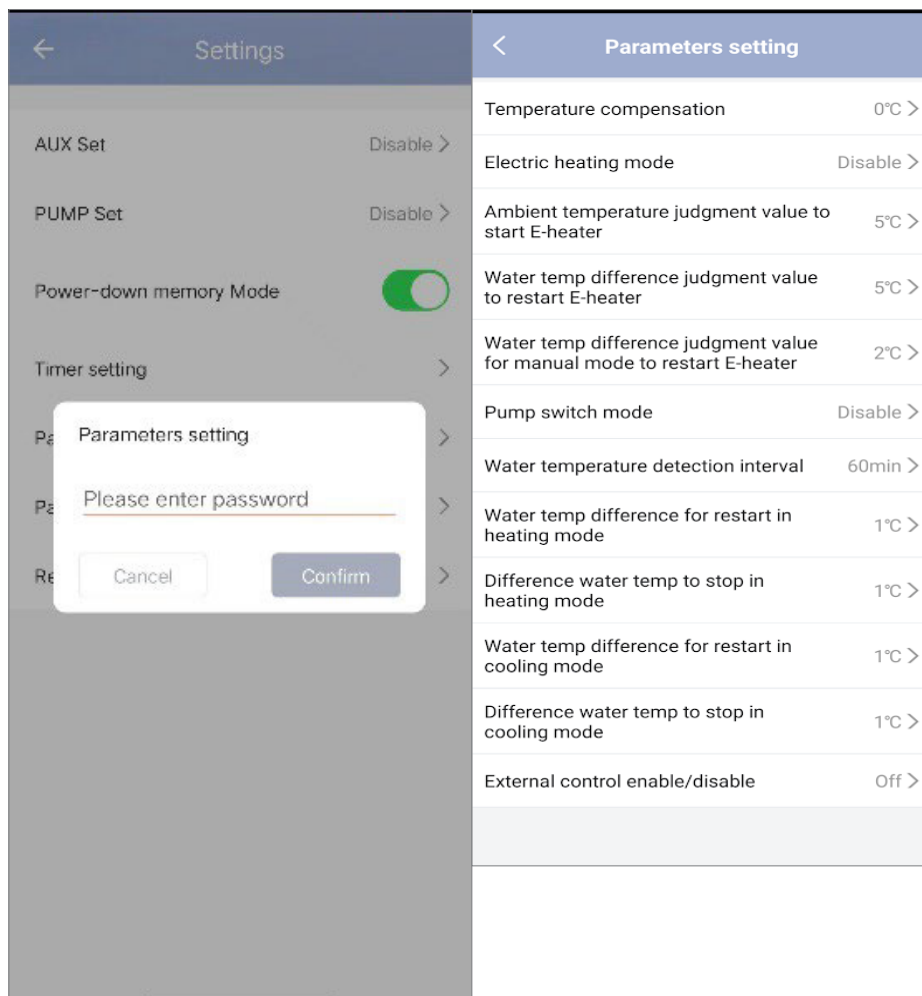 Settings
AUX Set
Disable
PUMP Set
Disable
Power-down memory Mode
Timer setting
Pa
Pa
Re
Parameters setting
Please enter password
Cancel
Confirm
Parameters setting
Temperature compensation
0℃
Electric heating mode
Disable
Ambient temperature judgment value to
start E-heater
5℃
Water temp difference judgment value
to restart E-heater
5℃
Water temp difference judgment value
for manual mode to restart E-heater
2℃
Pump switch mode
Disable
Water temperature detection interval
60min
Water temp difference for restart in
heating mode
1℃
Difference water temp to stop in
heating mode
1℃
Water temp difference for restart in
cooling mode
1℃
Difference water temp to stop in
cooling mode
1℃
External control enable/disable
Off